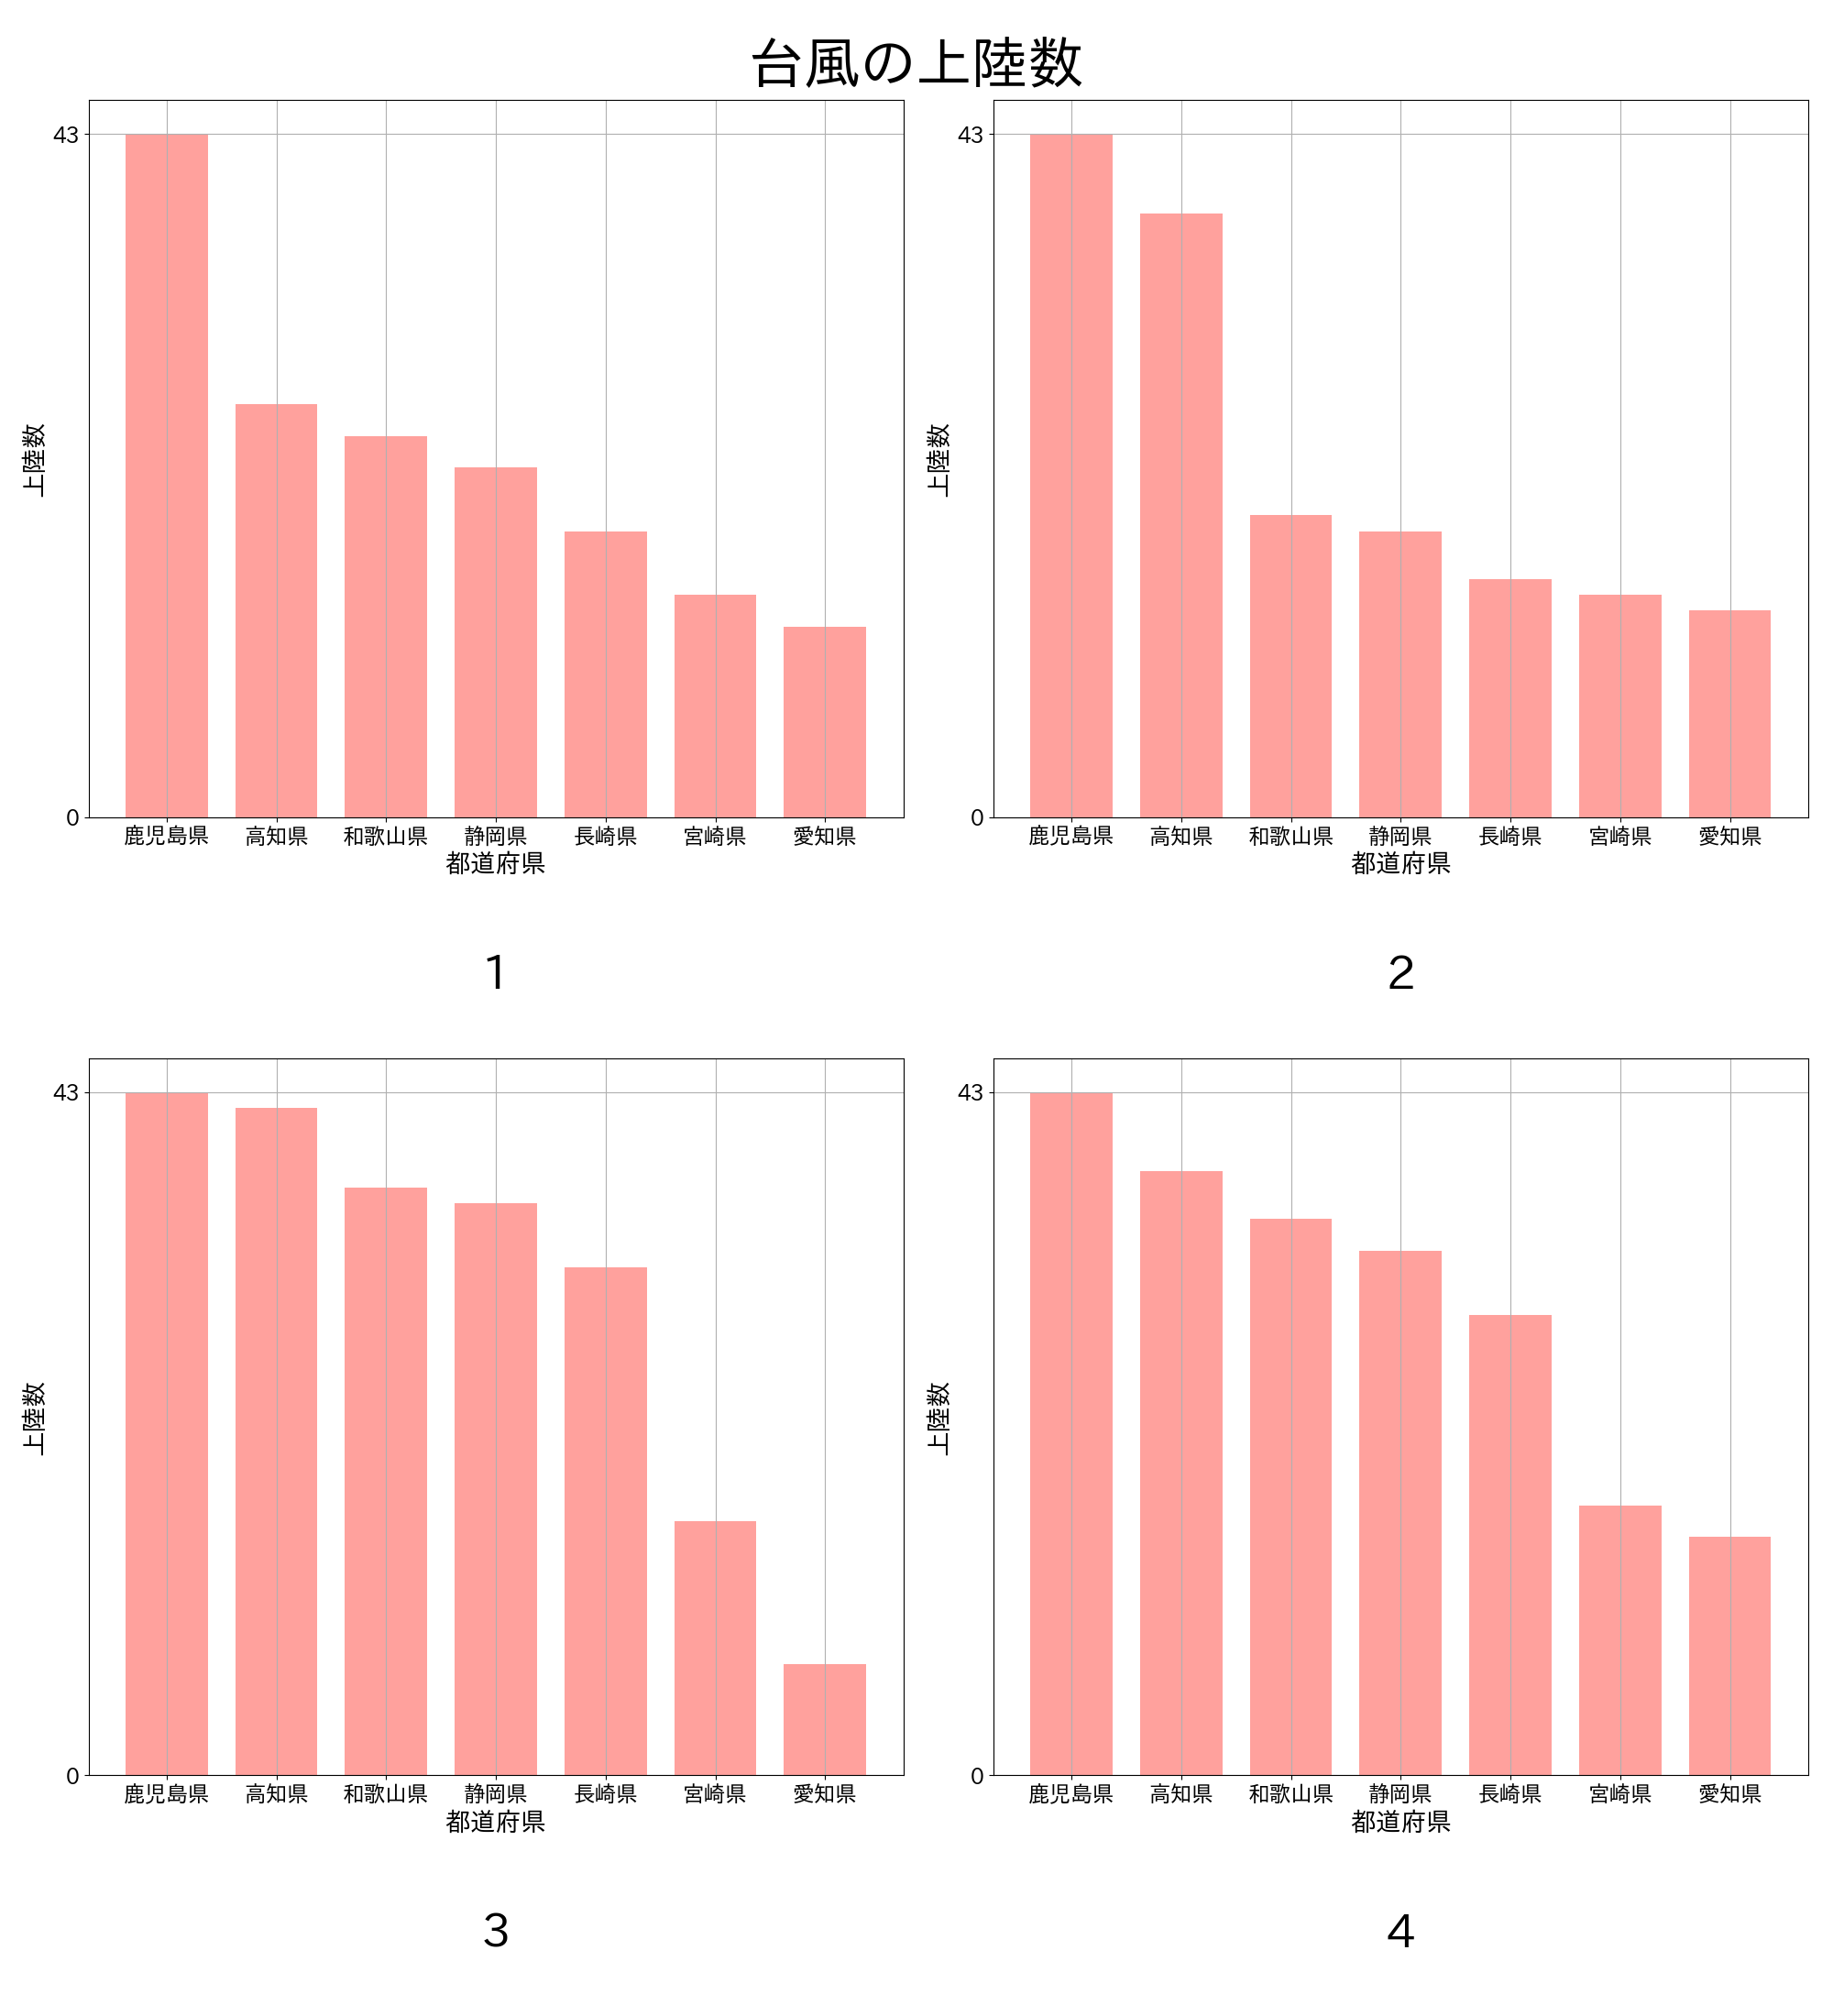 台風の上陸数
43
上陸数
0
鹿児島県 高知県 和歌山県 静岡県 長崎県 宮崎県 愛知県
都道府県
1
43
上陸数
0
鹿児島県 高知県 和歌山県 静岡県 長崎県 宮崎県 愛知県
都道府県
2
43
上陸数
0
鹿児島県 高知県 和歌山県 静岡県 長崎県 宮崎県 愛知県
都道府県
3
43
上陸数
0
鹿児島県 高知県 和歌山県 静岡県 長崎県 宮崎県 愛知県
都道府県
4